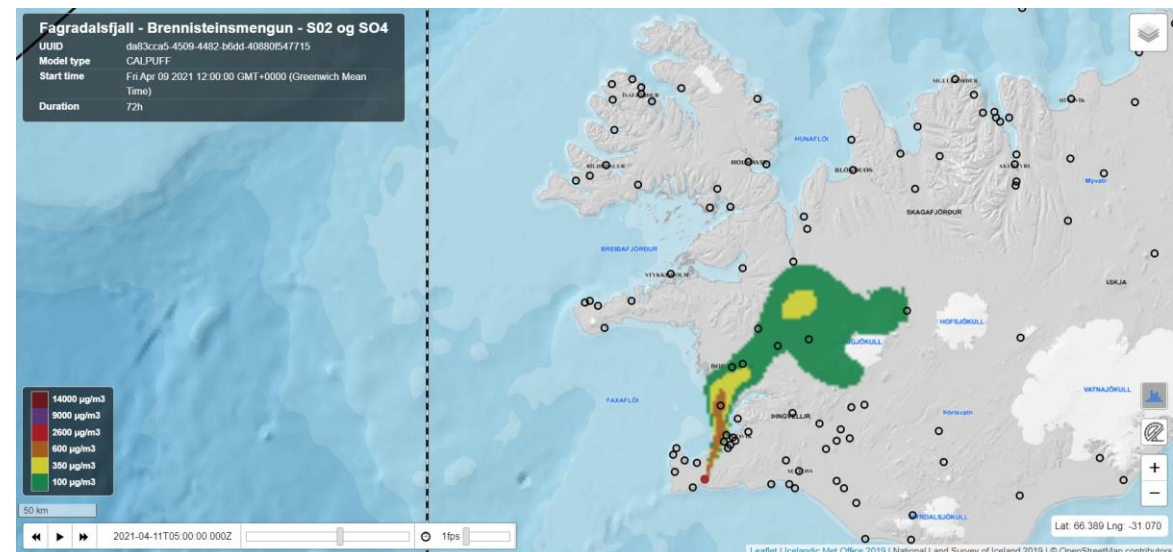 Fagradalsfjall - Brennisteinsmengun - S02 og SO4
UUID da83cca5-4509-4482-b6dd-40880f547715
Model type CALPUFF
Start time Fri Apr 09 2021 12:00:00 GMT+0000 (Greenwich Mean
Time)
Duration 72h
HÚNAFLÓI
SKAGAFJÖRÐUR
Mývatn
BREIÐAFJÖRÐUR
ASKJA
HOFSJÖKULL
NGJÖKULL
VATNAJÖKULL
FAXAFLÓI
ÞINGVELLIR
Þórisvatn
RDALSJÖKULL
14000 µg/m3
9000 µg/m3
2600 µg/m3
600 µg/m3
350 µg/m3
100 µg/m3
50 km
2021-04-11T05:00:00.000Z
1fps
+
−
Lat: 66.389 Lng: -31.070
Leaflet | Icelandic Met Office 2019 | National Land Survey of Iceland 2019 | © OpenStreetMap contributor